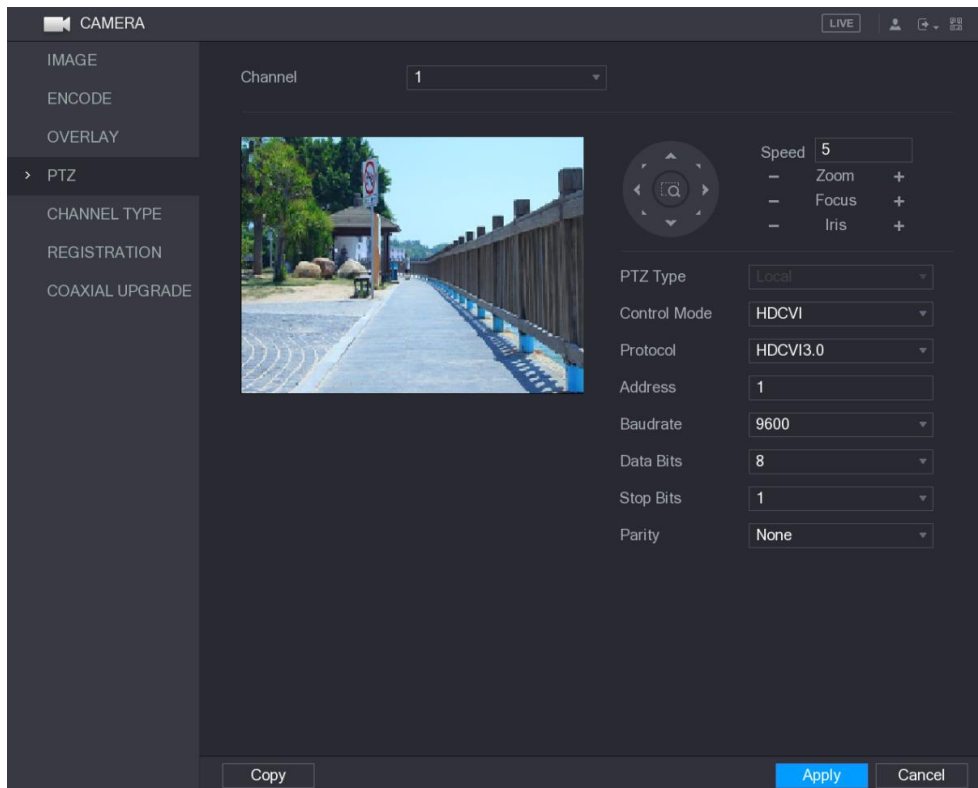 CAMERA
LIVE
IMAGE
ENCODE
OVERLAY
PTZ
CHANNEL TYPE
REGISTRATION
COAXIAL UPGRADE
Channel 1
Speed 5
− Zoom +
− Focus +
− Iris +
PTZ Type Local
Control Mode HDCVI
Protocol HDCVI3.0
Address 1
Baudrate 9600
Data Bits 8
Stop Bits 1
Parity None
Copy Apply Cancel